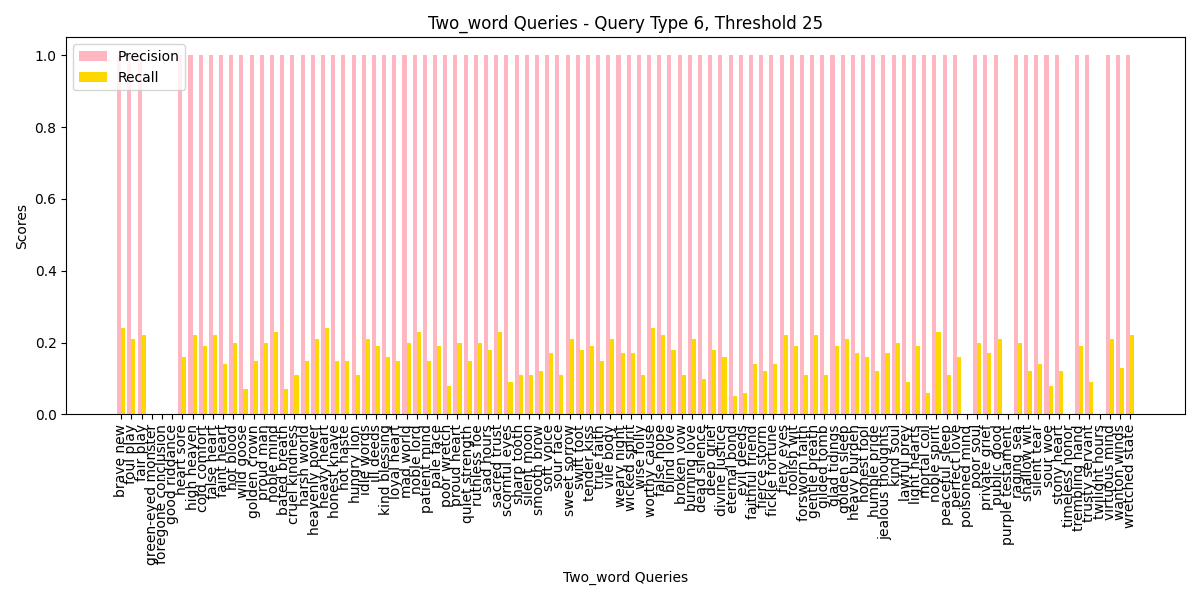 Two_word Queries - Query Type 6, Threshold 25
Precision
Recall
Scores
1.0
0.8
0.6
0.4
0.2
0.0
brave new
foul play
fair play
green-eyed monster
foregone conclusion
good riddance
heart sore
high heaven
cold comfort
fake heart
faint heart
hot blood
wild goose
golden crown
proud man
noble mind
bated breath
cruel kindness
harsh world
heavenly power
heavy heart
honest knave
hot haste
hungry lion
idle words
ill deeds
kind blessing
loyal heart
mad world
noble lord
patient mind
pale face
poor wretch
proud heart
quiet strength
ruthless foe
sad hours
sacred trust
scornful eyes
sharp tooth
silent moon
smooth brow
soft voice
sour face
sweet sorrow
swift foot
tender kiss
true faith
vile body
weary night
wicked spirit
wise folly
worthy cause
false hope
blind love
broken vow
burning love
dead silence
deep grief
divine justice
eternal bond
evil deeds
faithful friend
fierce storm
fickle fortune
fiery eyes
foolish wit
forsworn faith
gentle breath
gilded tomb
glad tidings
golden sleep
heavy burden
honest fool
humble pride
jealous thoughts
kind soul
lawful prey
light hearts
mortal coil
noble spirit
peaceful sleep
perfect love
poisoned mind
poor soul
private grief
public good
purple testament
raging sea
shallow wit
silent tear
sour woe
stony heart
timeless honor
trembling hand
trusty servant
twilight hours
virtuous mind
wanton wind
wretched state
Two_word Queries